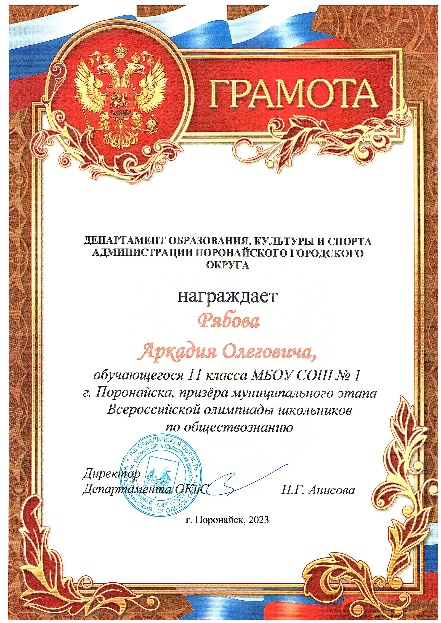 ГРАМОТА
ДЕПАРТАМЕНТ ОБРАЗОВАНИЯ, КУЛЬТУРЫ И СПОРТА
АДМИНИСТРАЦИИ ПОРОНАЙСКОГО ГОРОДСКОГО
ОКРУГА
награждает
Рябова
Аркадия Олеговича,
обучающегося 11 класса МБОУ СОШ № 1
г. Поронайска, призёра муниципального этапа
Всероссийской олимпиады школьников
по обществознанию
Директор
Департамента ОКиС Н.Г. Анисова
г. Поронайск, 2023